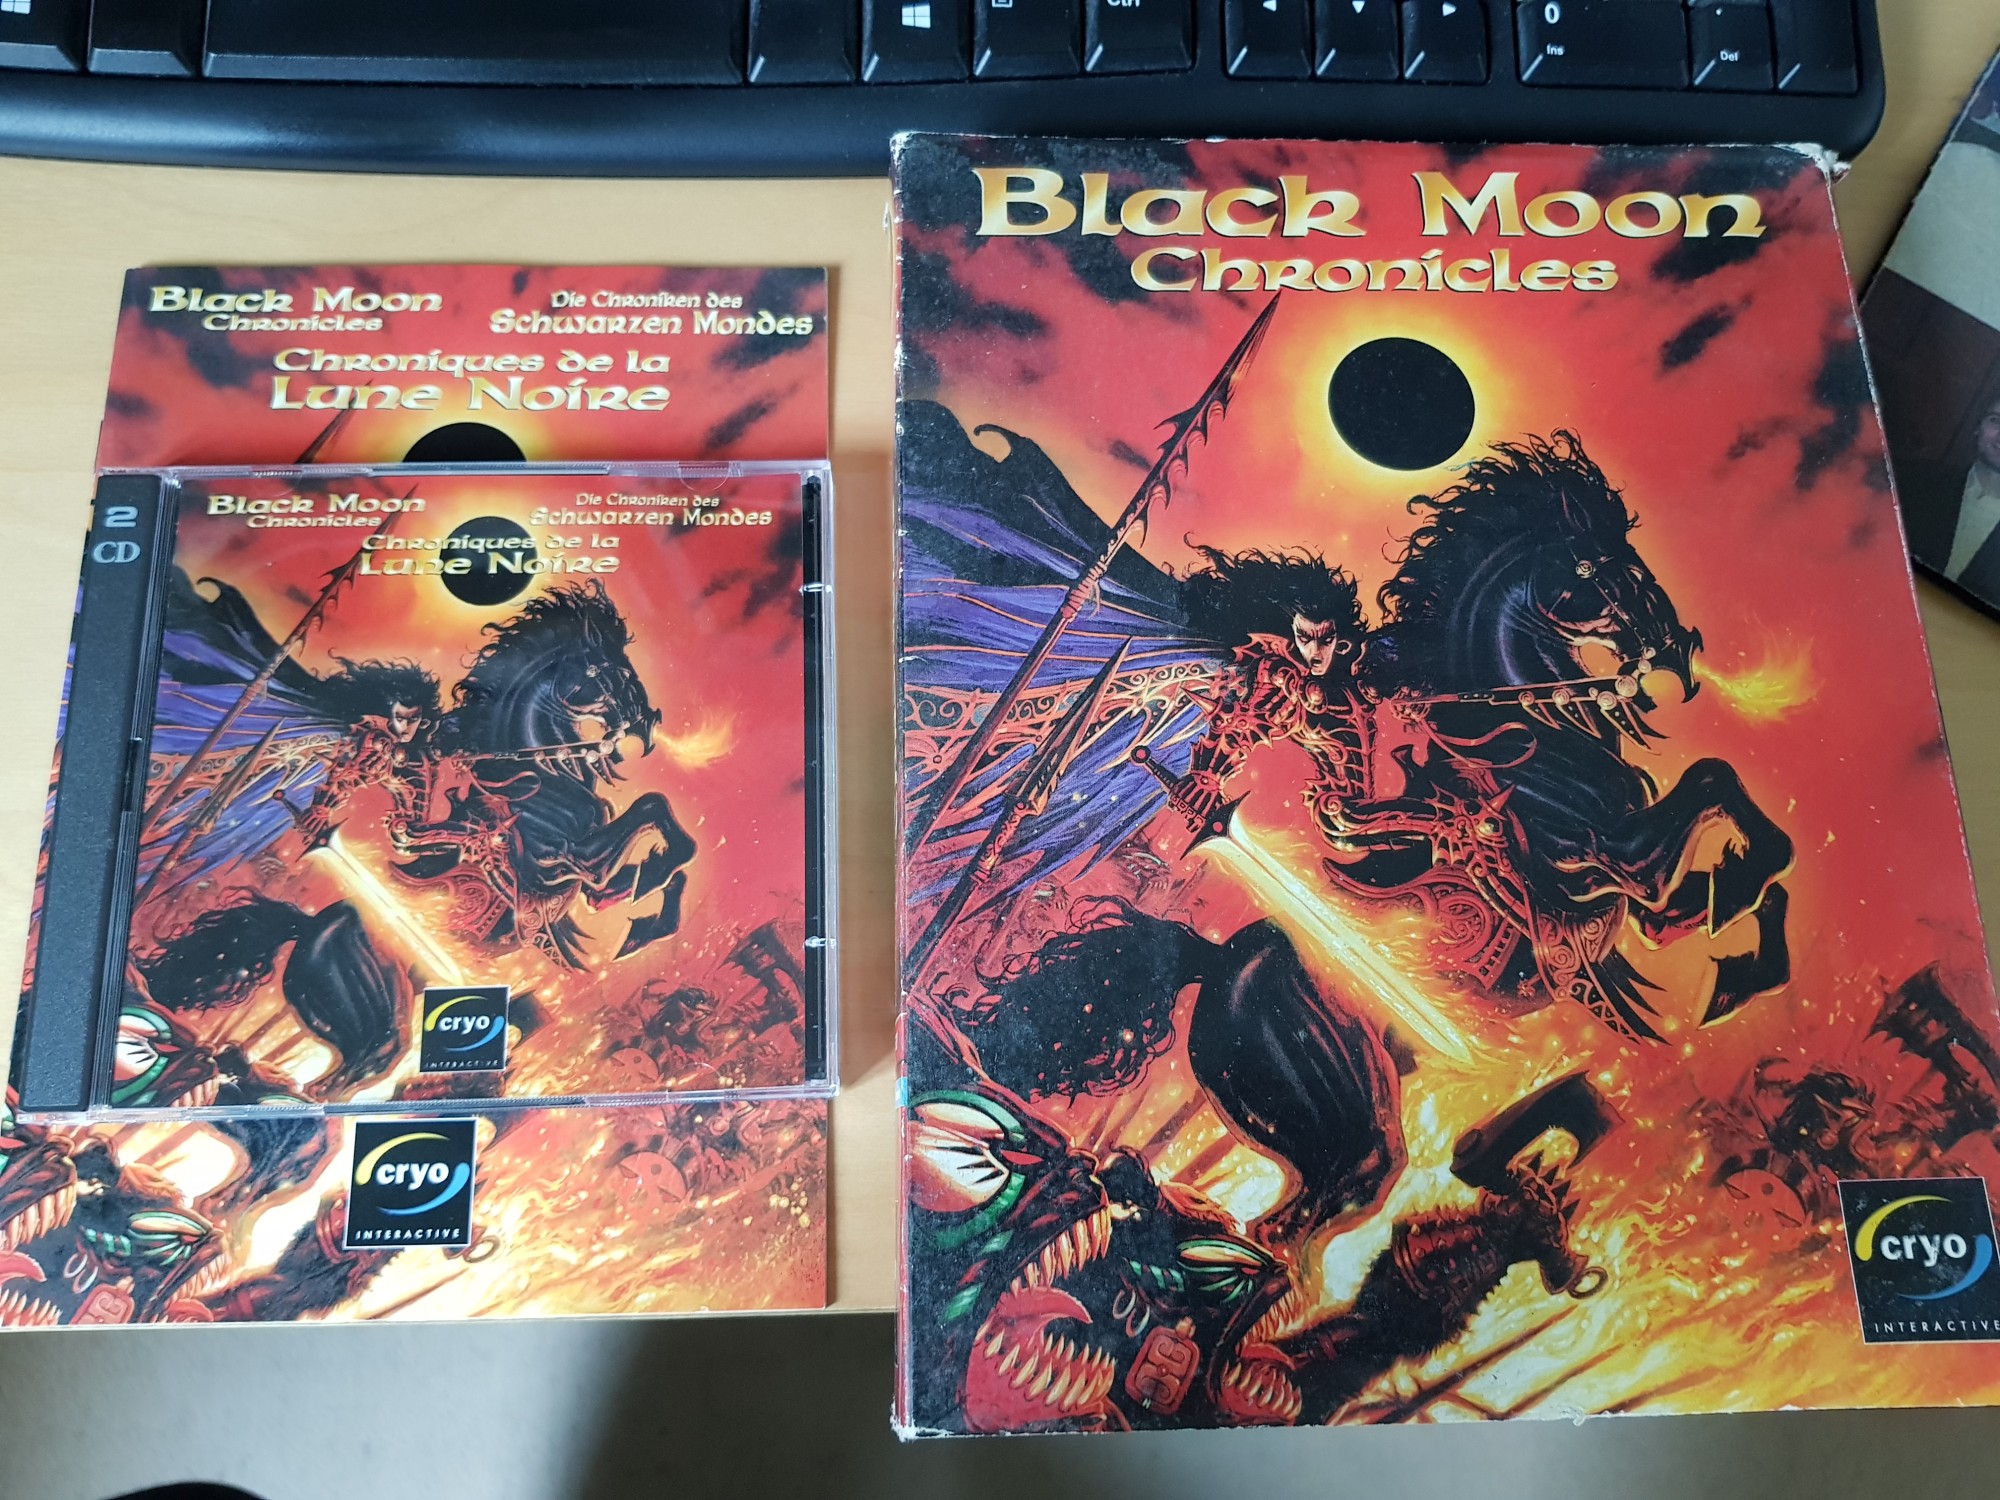 Ctrl
0
Ins
.
Del
Black Moon
Chronicles
Die Chroniken des
Schwarzen Mondes
Chroniques de la
Lune Noire
2
CD
Black Moon
Chronicles
Die Chroniken des
Schwarzen Mondes
Chroniques de la
Lune Noire
cryo
INTERACTIVE
cryo
INTERACTIVE
Black Moon
Chronicles
cryo
INTERACTIVE